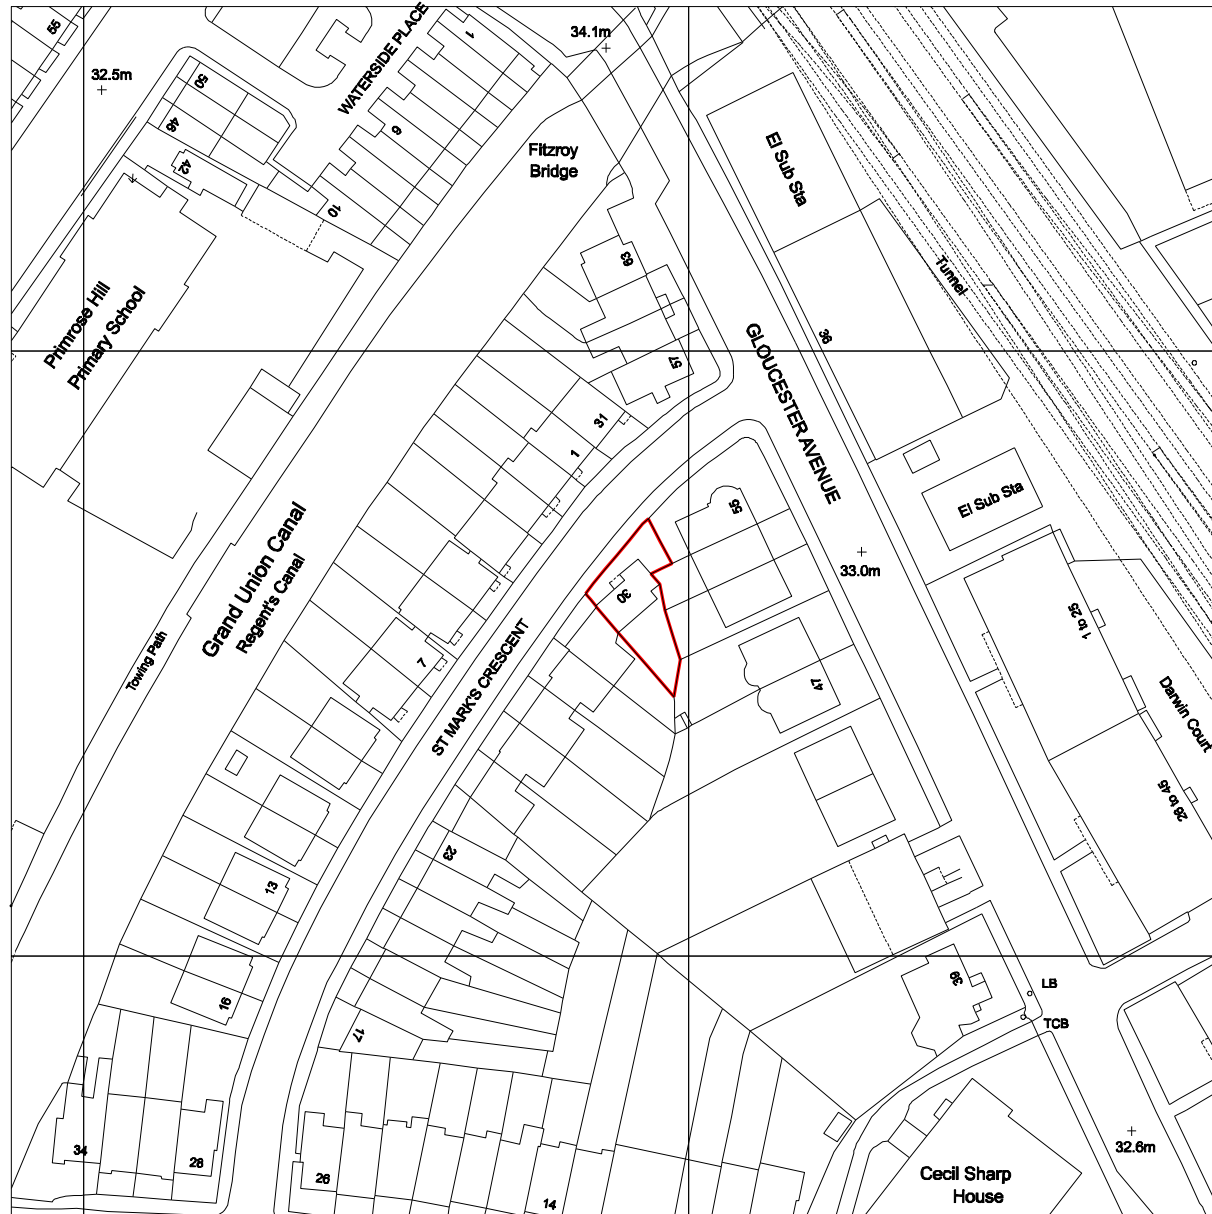 55
1
34.1m
32.5m
WATERSIDE PLACE
50
48
42
6
10
Fitzroy
Bridge
El Sub Sta
Tunnel
63
57
36
Primrose Hill
Primary School
GLOUCESTER AVENUE
31
1
55
El Sub Sta
33.0m
Grand Union Canal
Regent's Canal
30
1 to 25
Towing Path
7
ST MARK'S CRESCENT
47
Darwin Court
26 to 45
23
13
16
17
39
LB
TCB
34
28
26
14
32.6m
Cecil Sharp
House